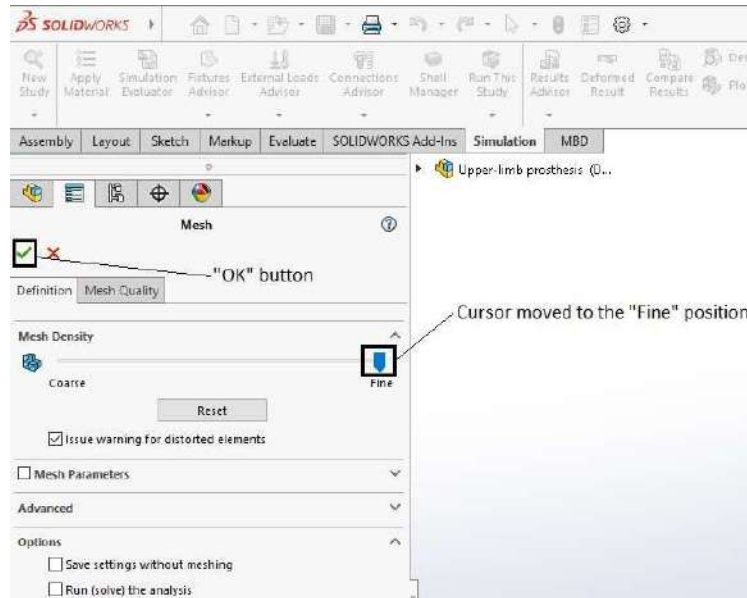 SOLIDWORKS
New Study
Apply Material
Simulation Evaluator
Fixtures Advisor
External Loads Advisor
Connections Advisor
Shell Manager
Run This Study
Results Advisor
Deformed Result
Compare Results
Assembly Layout Sketch Markup Evaluate SOLIDWORKS Add-Ins Simulation MBD
Upper-limb prosthesis (D...
Mesh
"OK" button
Definition Mesh Quality
Cursor moved to the "Fine" position
Mesh Density
Coarse Fine
Reset
Issue warning for distorted elements
Mesh Parameters
Advanced
Options
Save settings without meshing
Run (solve) the analysis